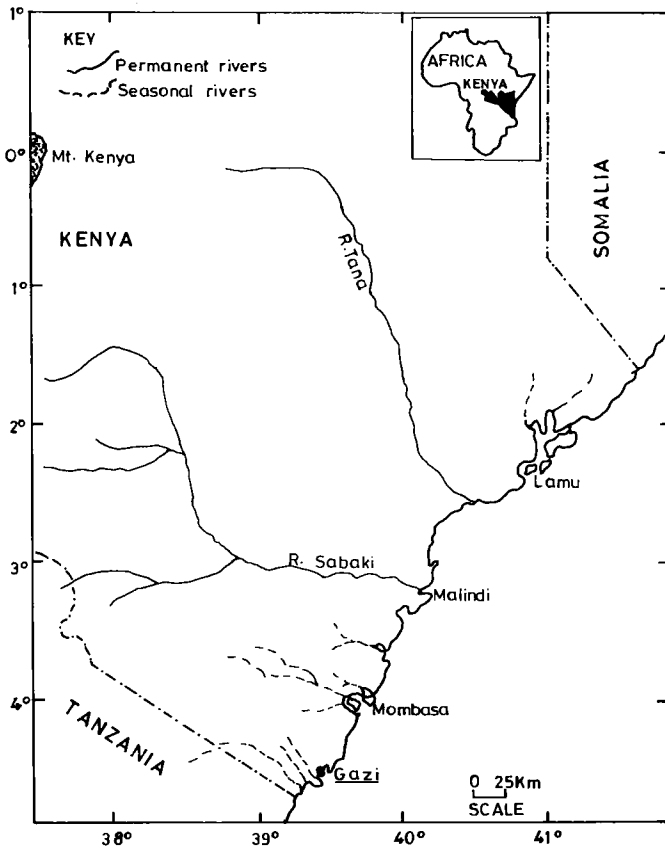 1°
KEY
Permanent rivers
Seasonal rivers
AFRICA
KENYA
0°
Mt. Kenya
SOMALIA
KENYA
R.Tana
1°
2°
Lamu
R. Sabaki
3°
Malindi
4°
Mombasa
TANZANIA
Gazi
0 25Km
SCALE
38°
39°
40°
41°